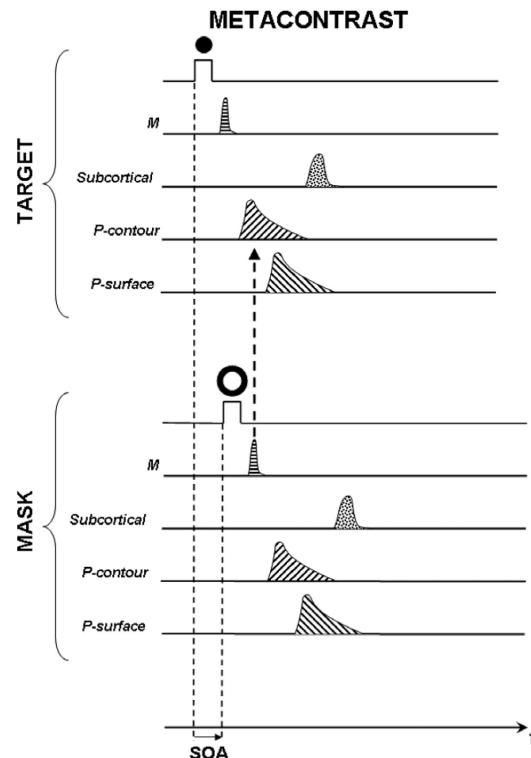 METACONTRAST
TARGET
M
Subcortical
P-contour
P-surface
MASK
M
Subcortical
P-contour
P-surface
SOA